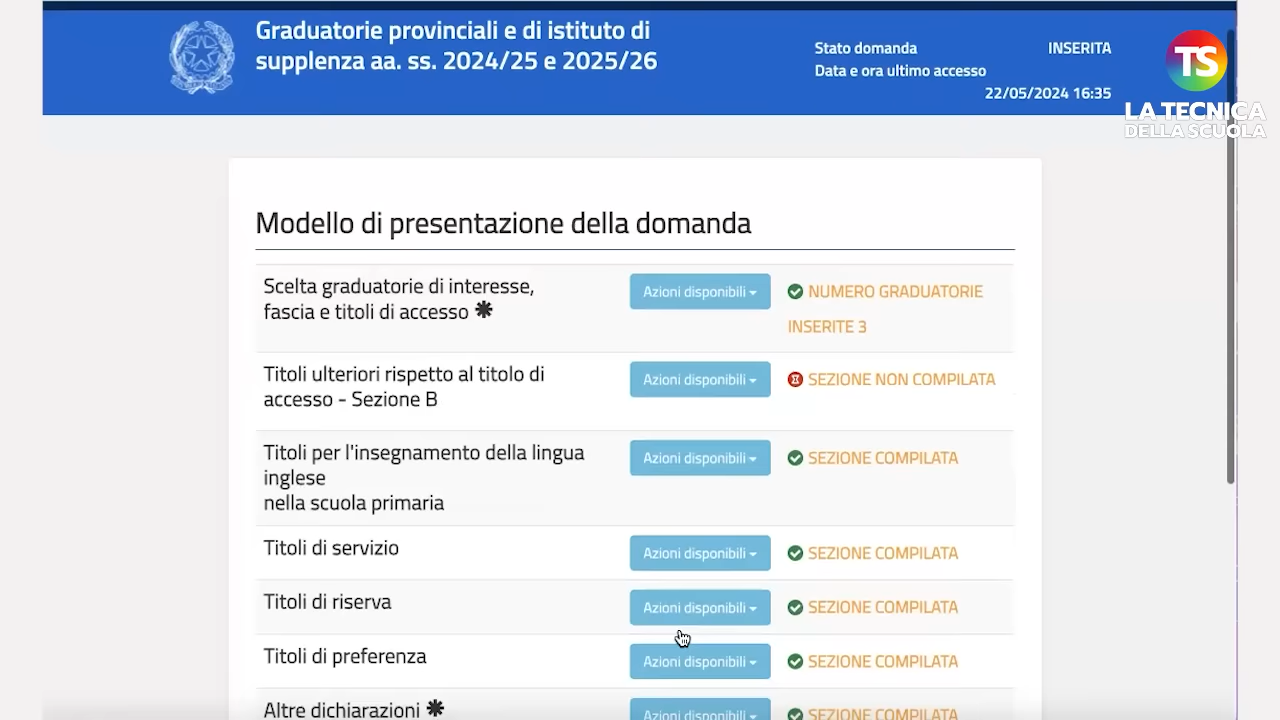 Graduatorie provinciali e di istituto di
supplenza aa. ss. 2024/25 e 2025/26
Stato domanda INSERITA
Data e ora ultimo accesso
22/05/2024 16:35
TS
LA TECNICA
DELLA SCUOLA
Modello di presentazione della domanda
Scelta graduatorie di interesse,
fascia e titoli di accesso ✱
Azioni disponibili
NUMERO GRADUATORIE
INSERITE 3
Titoli ulteriori rispetto al titolo di
accesso - Sezione B
Azioni disponibili
SEZIONE NON COMPILATA
Titoli per l'insegnamento della lingua
inglese
nella scuola primaria
Azioni disponibili
SEZIONE COMPILATA
Titoli di servizio
Azioni disponibili
SEZIONE COMPILATA
Titoli di riserva
Azioni disponibili
SEZIONE COMPILATA
Titoli di preferenza
Azioni disponibili
SEZIONE COMPILATA
Altre dichiarazioni ✱
Azioni disponibili
SEZIONE COMPILATA